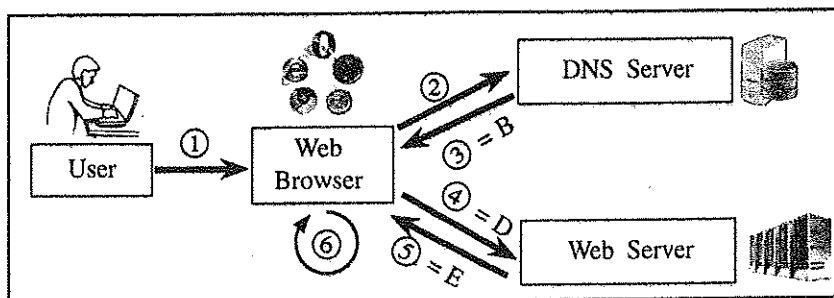 User
①
Web
Browser
②
③ = B
DNS Server
④ = D
⑤ = E
Web Server
⑥